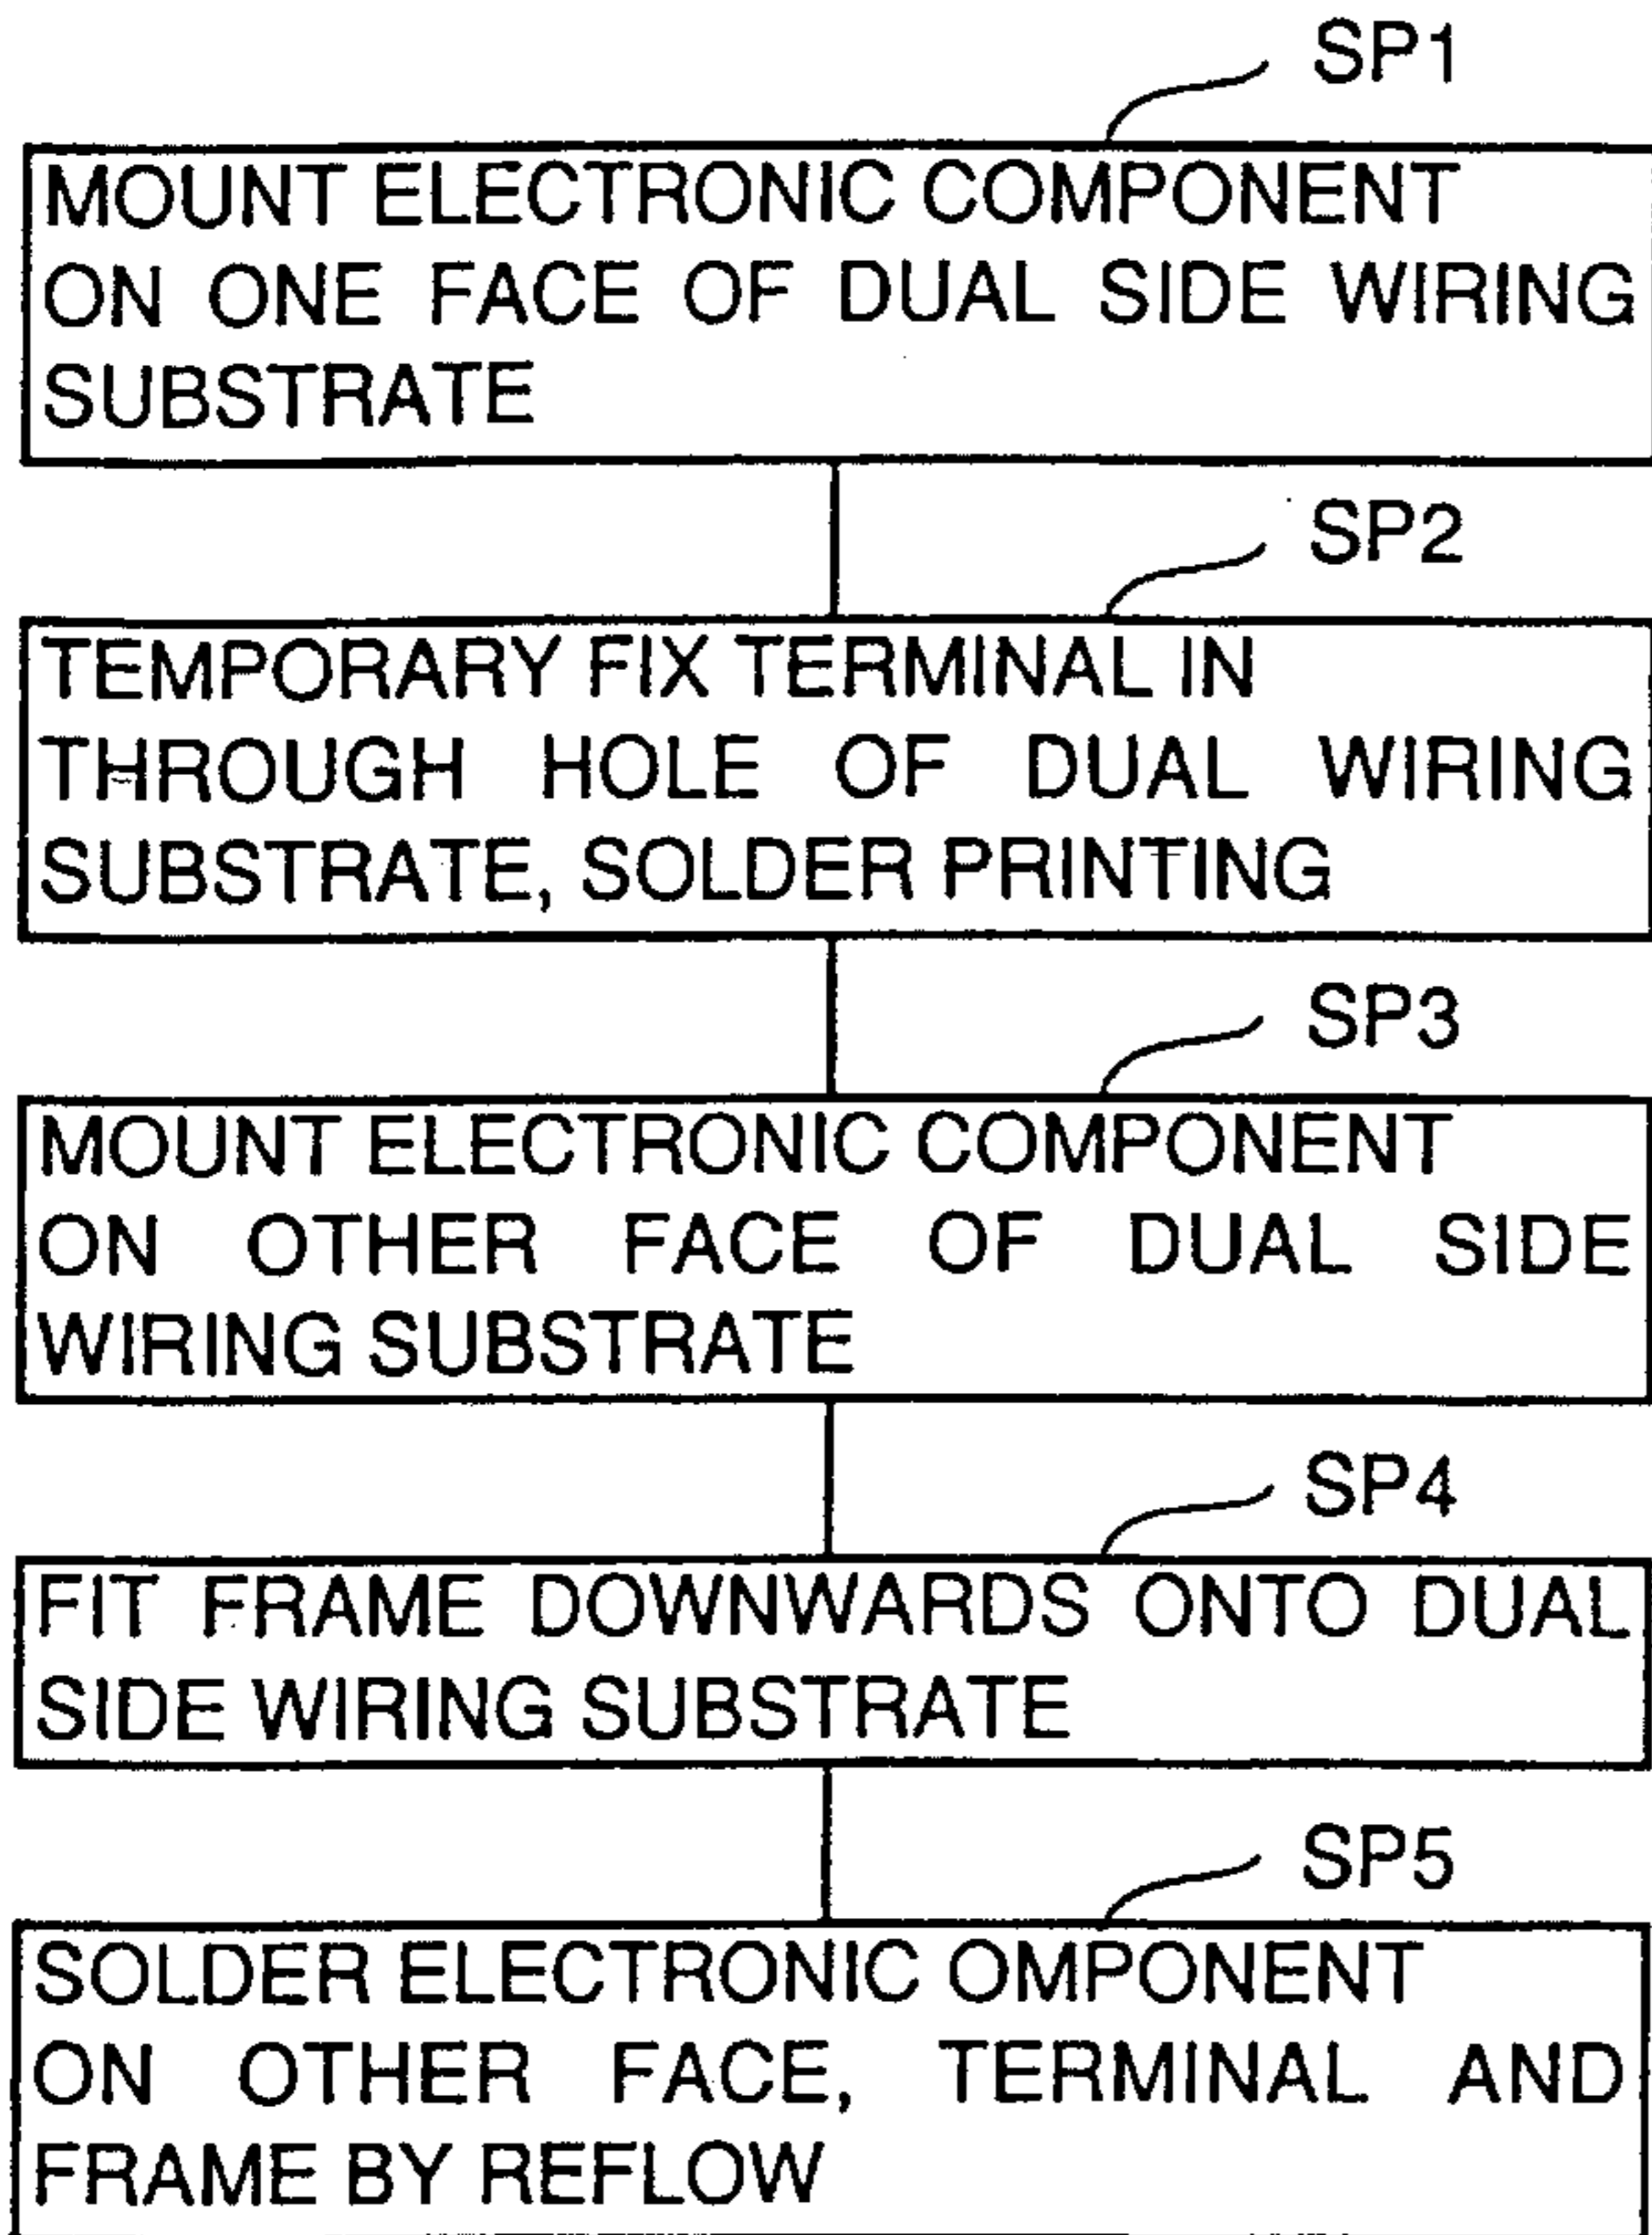 SP1
MOUNT ELECTRONIC COMPONENT
ON ONE FACE OF DUAL SIDE WIRING
SUBSTRATE
SP2
TEMPORARY FIX TERMINAL IN
THROUGH HOLE OF DUAL WIRING
SUBSTRATE, SOLDER PRINTING
SP3
MOUNT ELECTRONIC COMPONENT
ON OTHER FACE OF DUAL SIDE
WIRING SUBSTRATE
SP4
FIT FRAME DOWNWARDS ONTO DUAL
SIDE WIRING SUBSTRATE
SP5
SOLDER ELECTRONIC OMPONENT
ON OTHER FACE, TERMINAL AND
FRAME BY REFLOW